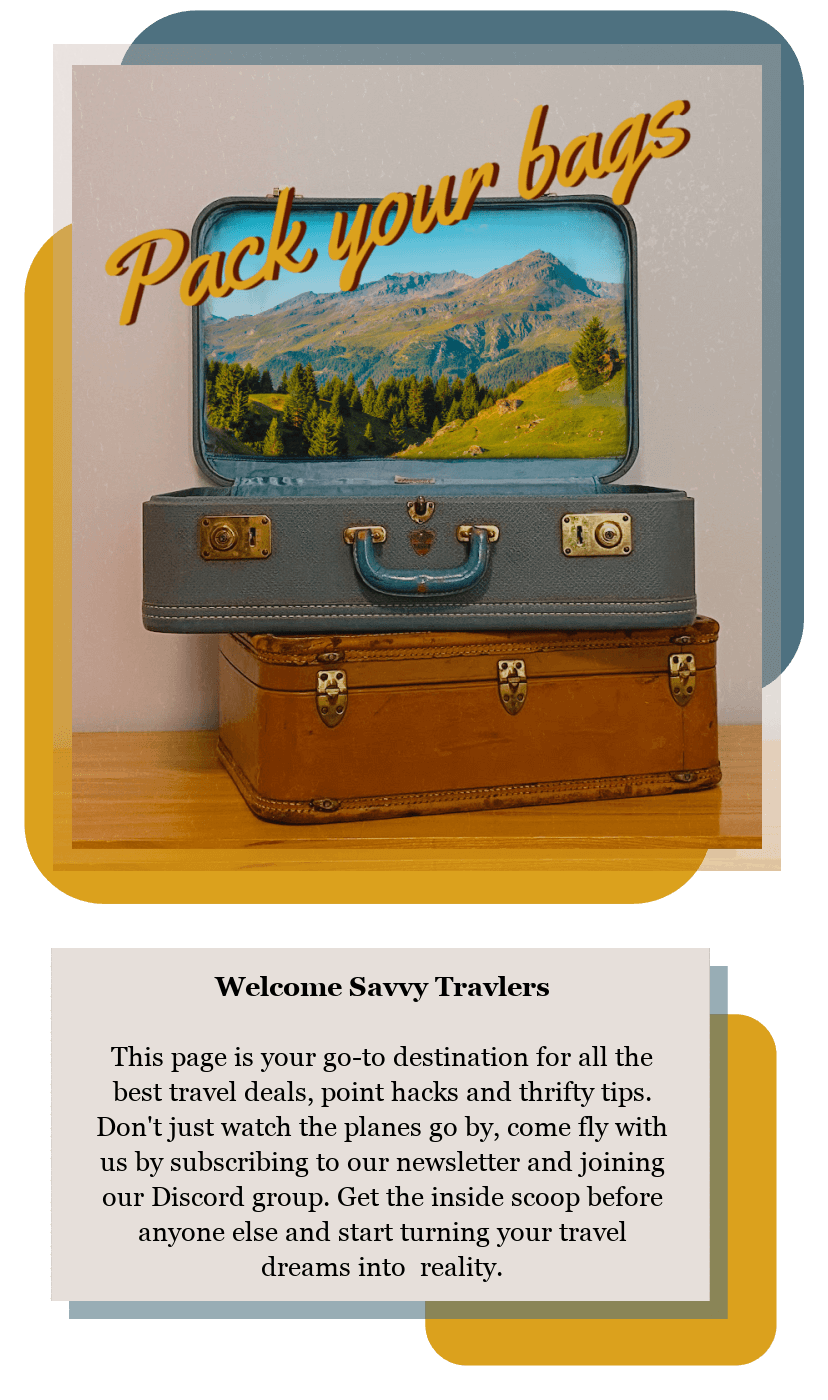 Pack your bags
Welcome Savvy Travlers
This page is your go-to destination for all the
best travel deals, point hacks and thrifty tips.
Don't just watch the planes go by, come fly with
us by subscribing to our newsletter and joining
our Discord group. Get the inside scoop before
anyone else and start turning your travel
dreams into  reality.